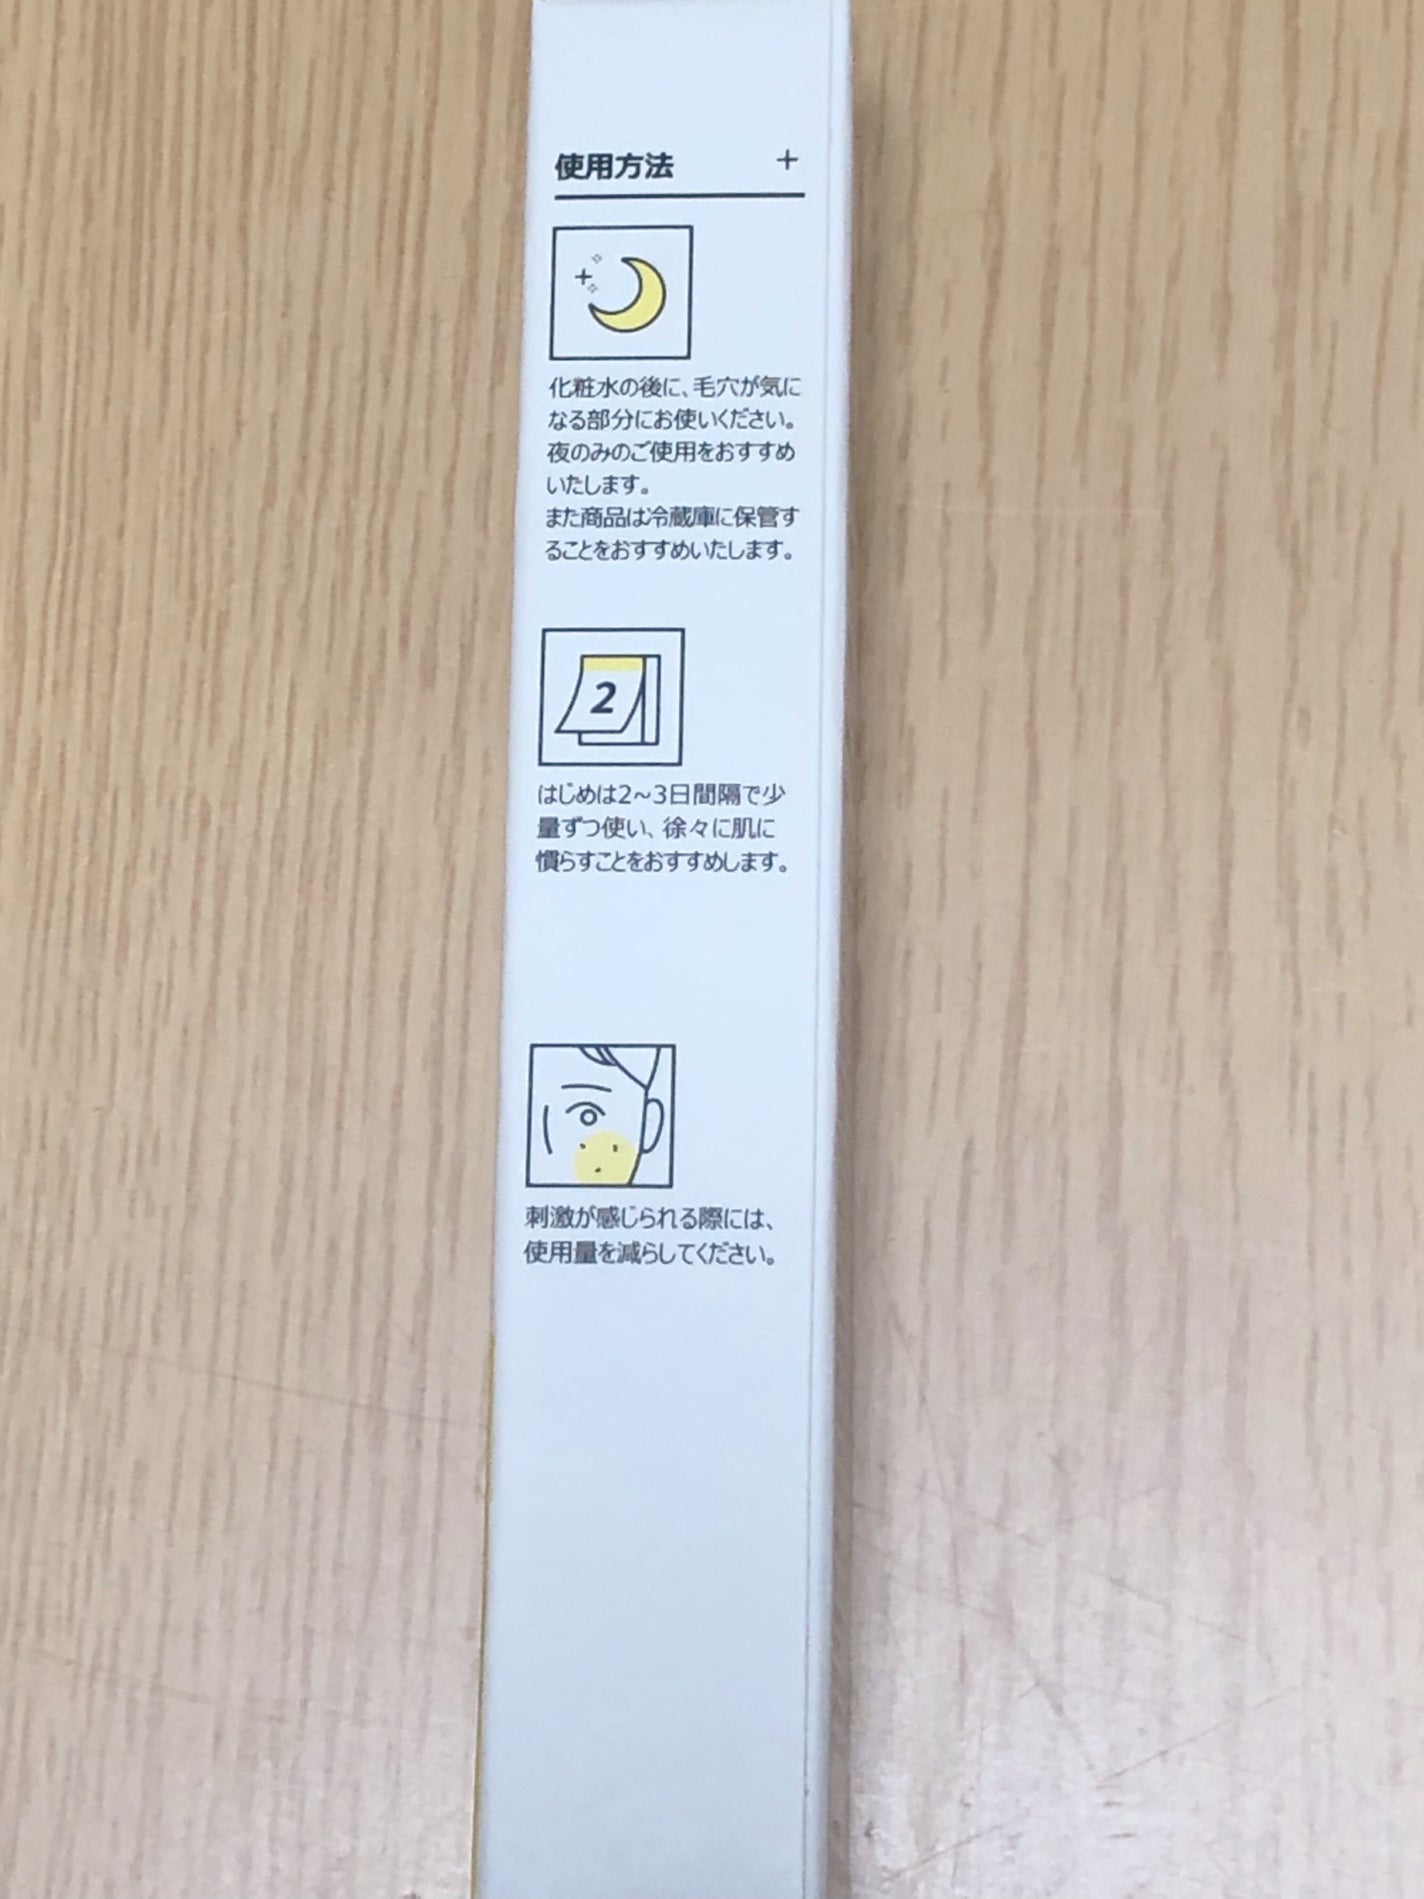 使用方法 +
化粧水の後に、毛穴が気に
なる部分にお使いください。
夜のみのご使用をおすすめ
いたします。
また商品は冷蔵庫に保管す
ることをおすすめいたします。
2
はじめは2~3日間隔で少
量ずつ使い、徐々に肌に
慣らすことをおすすめします。
刺激が感じられる際には、
使用量を減らしてください。